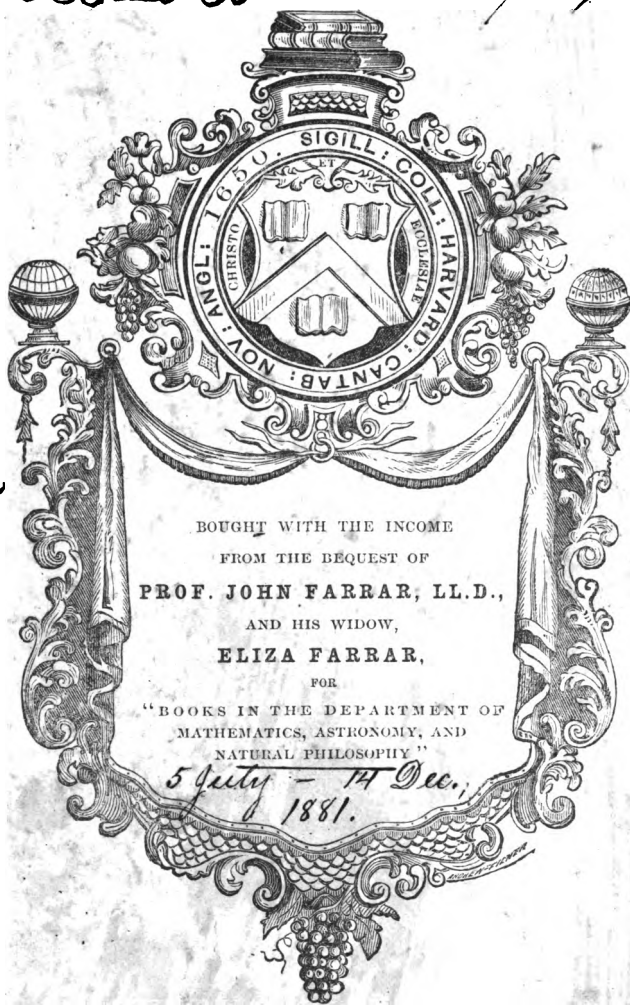 SIGILL: COLL: HARVARD: CANTAB: NOV: ANGL: 1650.
ET
CHRISTO
ECCLESIAE
BOUGHT WITH THE INCOME
FROM THE BEQUEST OF
PROF. JOHN FARRAR, LL.D.,
AND HIS WIDOW,
ELIZA FARRAR,
FOR
"BOOKS IN THE DEPARTMENT OF
MATHEMATICS, ASTRONOMY, AND
NATURAL PHILOSOPHY"
5 July – 14 Dec.,
1881.